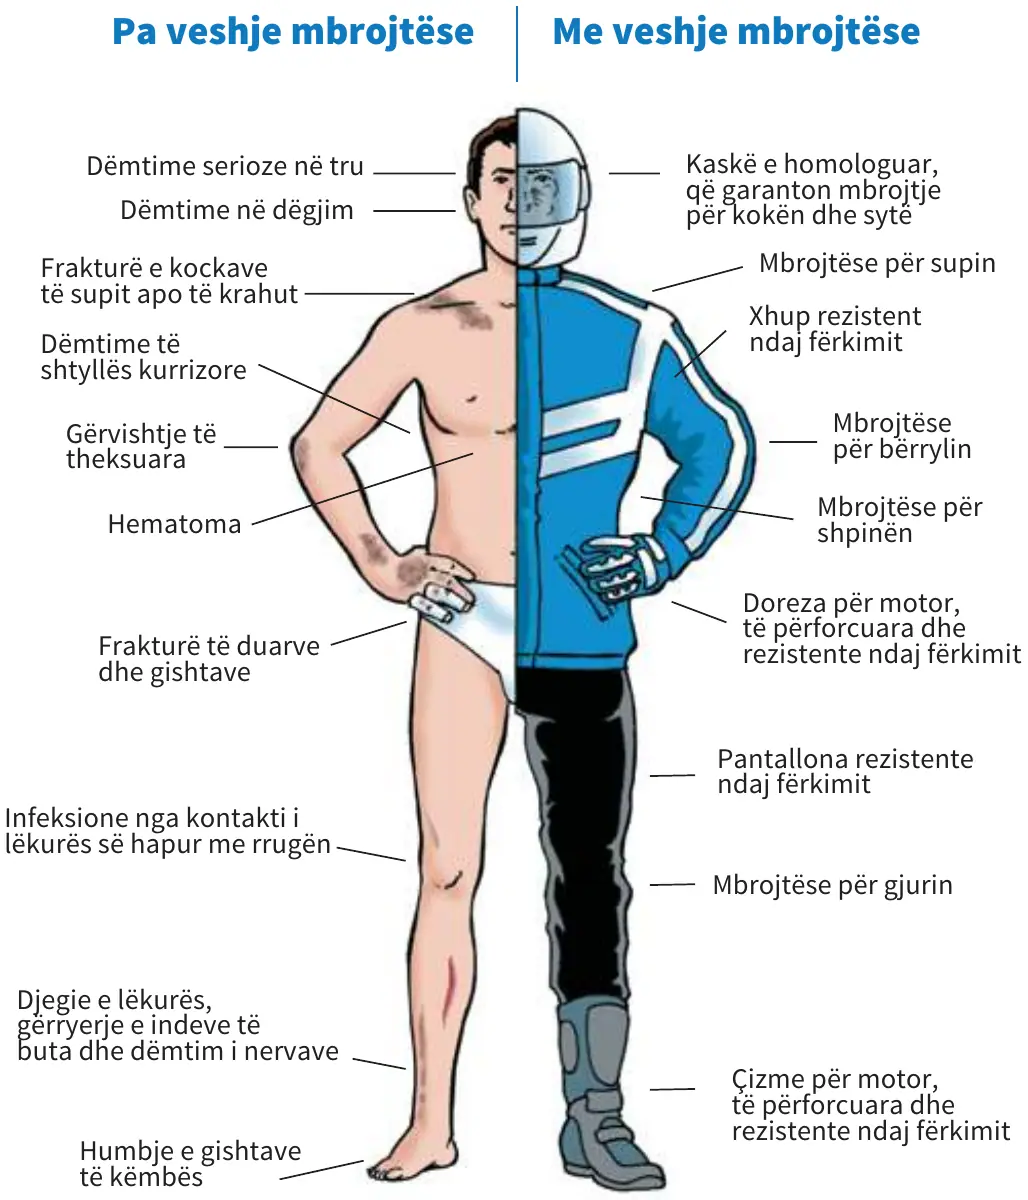 Pa veshje mbrojtëse
Me veshje mbrojtëse
Dëmtime serioze në tru
Dëmtime në dëgjim
Frakturë e kockave
të supit apo të krahut
Dëmtime të
shtyllës kurrizore
Gërvishtje të
theksuara
Hematoma
Frakturë të duarve
dhe gishtave
Infeksione nga kontakti i
lëkurës së hapur me rrugën
Djegie e lëkurës,
gërryerje e indeve të
buta dhe dëmtim i nervave
Humbje e gishtave
të këmbës
Kaskë e homologuar,
që garanton mbrojtje
për kokën dhe sytë
Mbrojtëse për supin
Xhup rezistent
ndaj fërkimit
Mbrojtëse
për bërrylin
Mbrojtëse për
shpinën
Doreza për motor,
të përforcuara dhe
rezistente ndaj fërkimit
Pantallona rezistente
ndaj fërkimit
Mbrojtëse për gjurin
Çizme për motor,
të përforcuara dhe
rezistente ndaj fërkimit